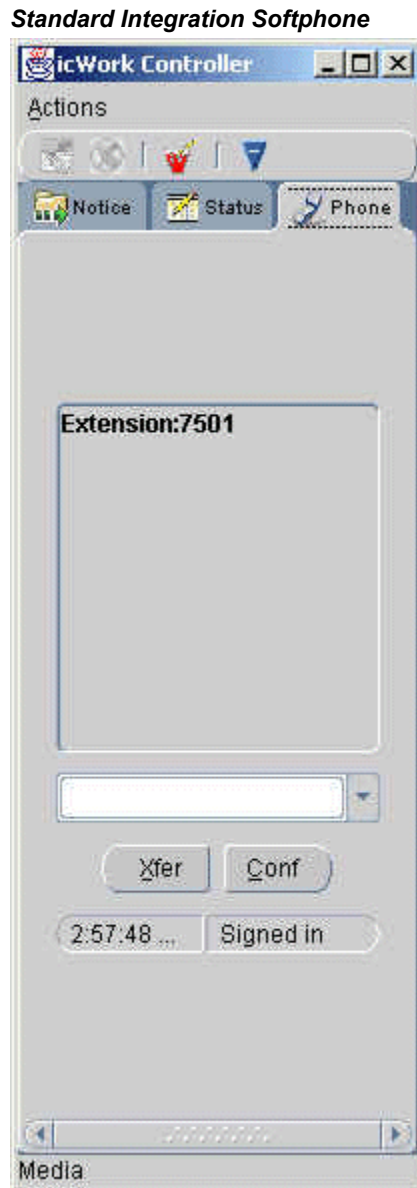 Standard Integration Softphone
icWork Controller
Actions
Notice Status Phone
Extension:7501
Xfer Conf
2:57:48 ... Signed in
Media